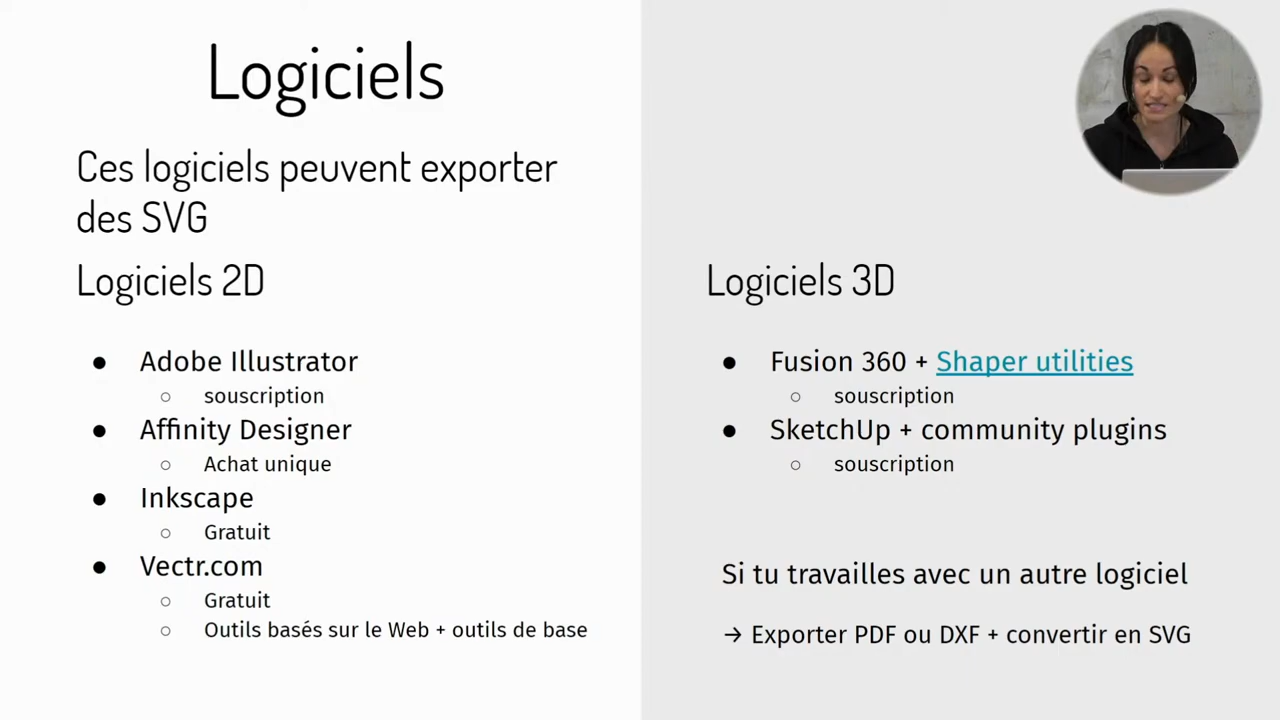 Logiciels
Ces logiciels peuvent exporter
des SVG
Logiciels 2D
● Adobe Illustrator
○ souscription
● Affinity Designer
○ Achat unique
● Inkscape
○ Gratuit
● Vectr.com
○ Gratuit
○ Outils basés sur le Web + outils de base
Logiciels 3D
● Fusion 360 + Shaper utilities
○ souscription
● SketchUp + community plugins
○ souscription
Si tu travailles avec un autre logiciel
→ Exporter PDF ou DXF + convertir en SVG